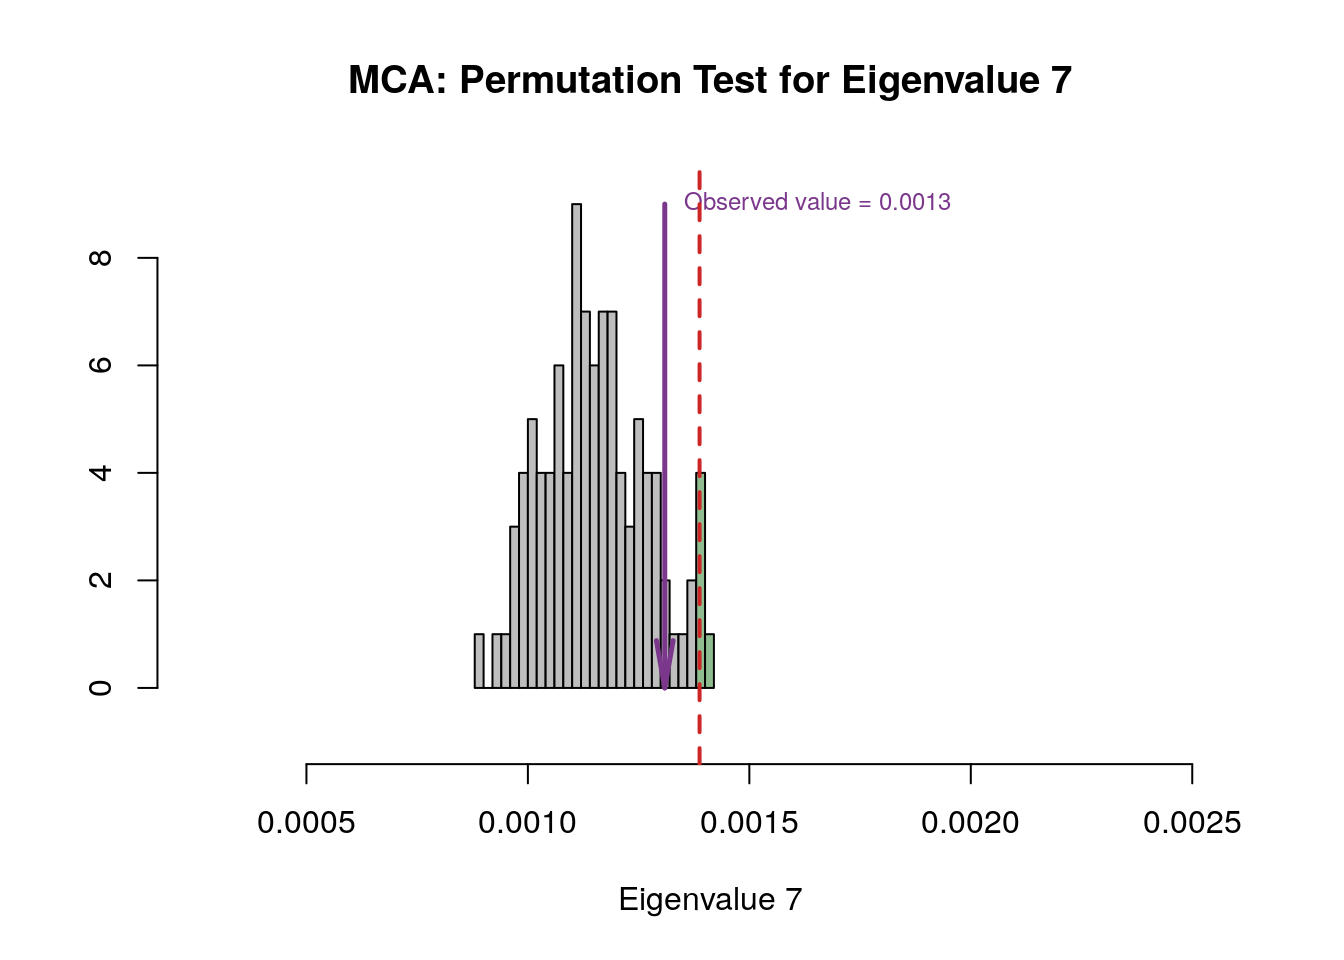 MCA: Permutation Test for Eigenvalue 7
Observed value = 0.0013
8
6
4
2
0
0.0005 0.0010 0.0015 0.0020 0.0025
Eigenvalue 7